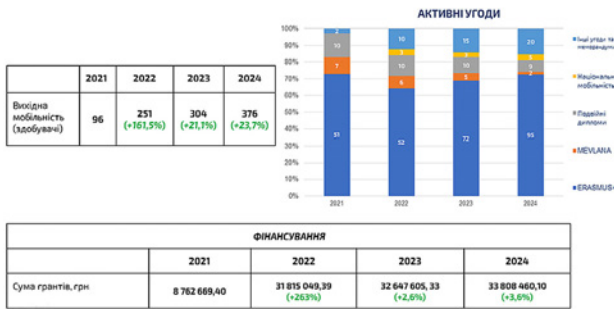 АКТИВНІ УГОДИ
2021 2022 2023 2024
Вихідна мобільність (здобувачі) 96 251 304 376
(+161,5%) (+21,1%) (+23,7%)
100%
90%
80%
70%
60%
50%
40%
30%
20%
10%
0%
2 10 15 20
3 3 3
10 10 10 9
7 6 5 2
51 52 72 95
2021 2022 2023 2024
Інші угоди та
мобільність
Подвійні
дипломи
MEVLANA
ERASMUS+
ФІНАНСУВАННЯ
2021 2022 2023 2024
Сума грантів, грн 8 762 669,40 31 815 049,39 32 647 605, 33 33 808 460,10
(+263%) (+2,6%) (+3,6%)